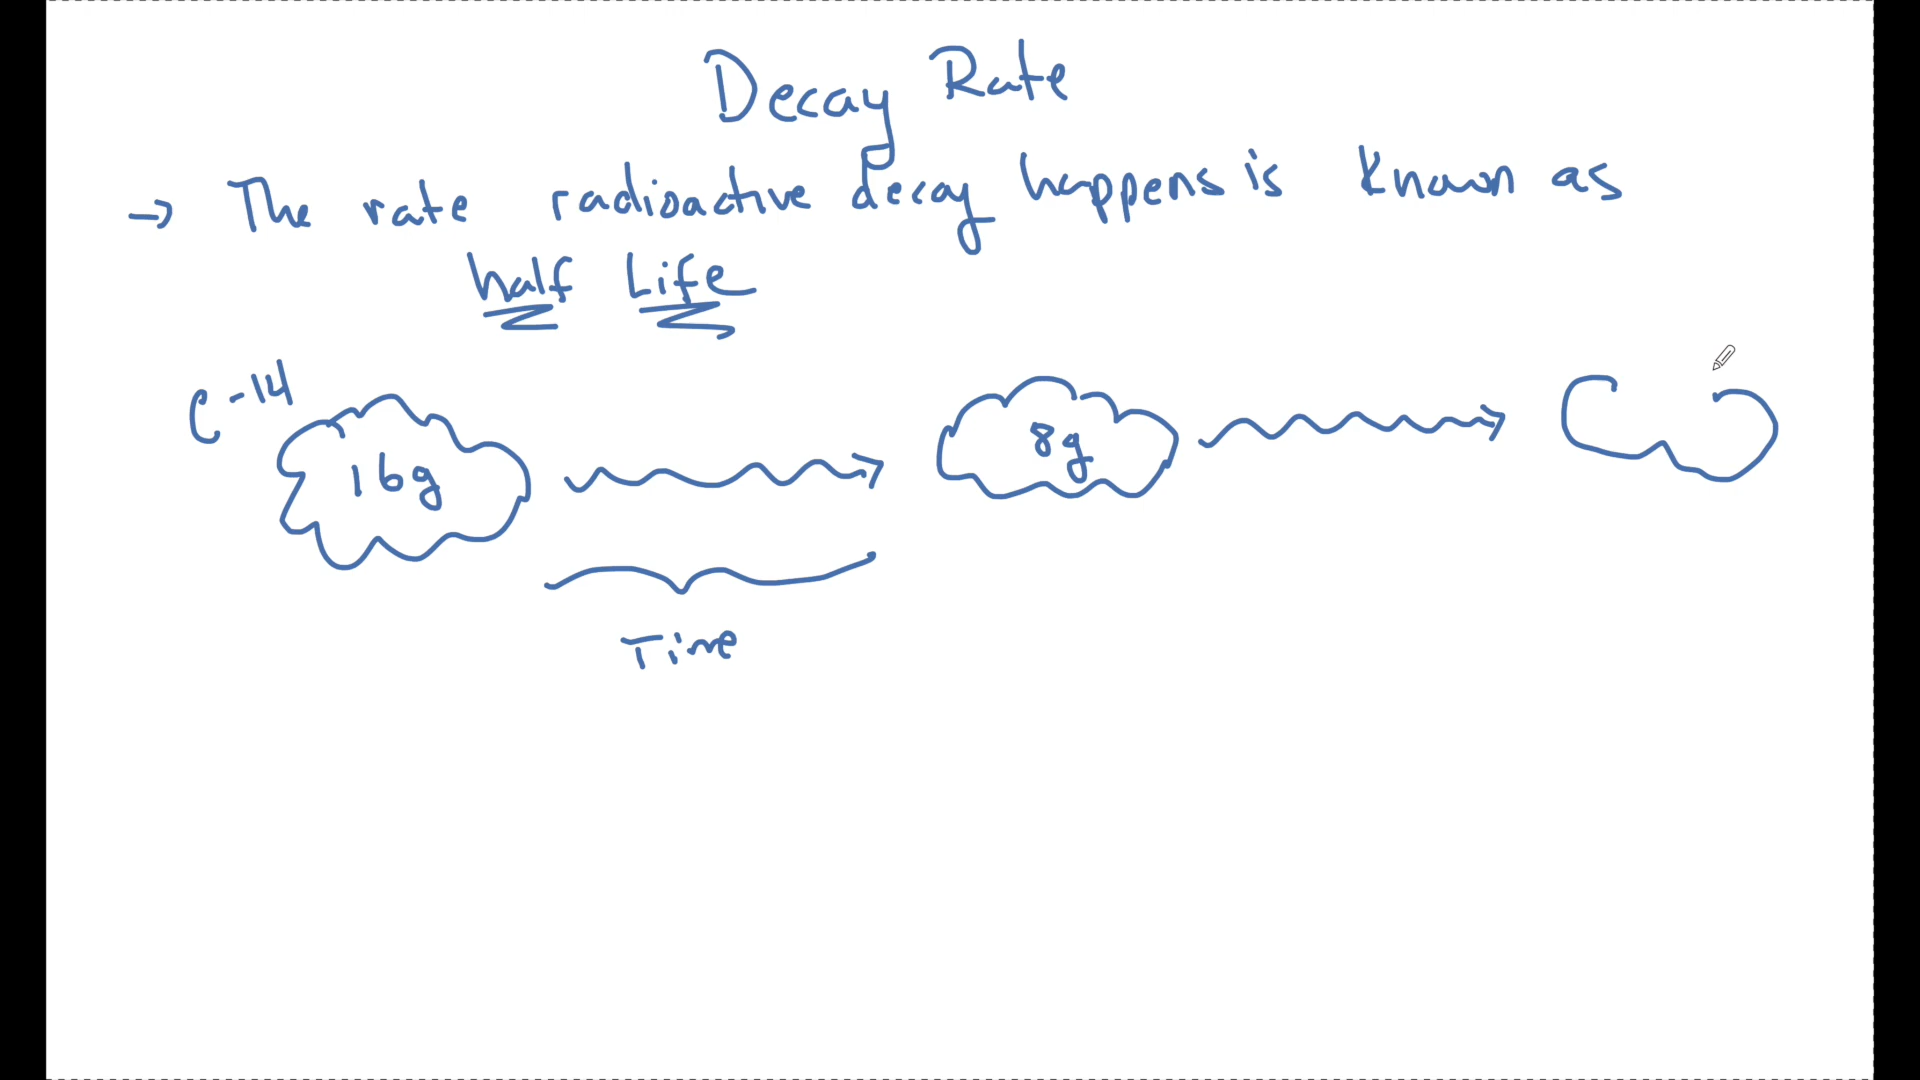 Decay Rate
→ The rate radioactive decay happens is known as
half Life
C-14
16g
8g
Time